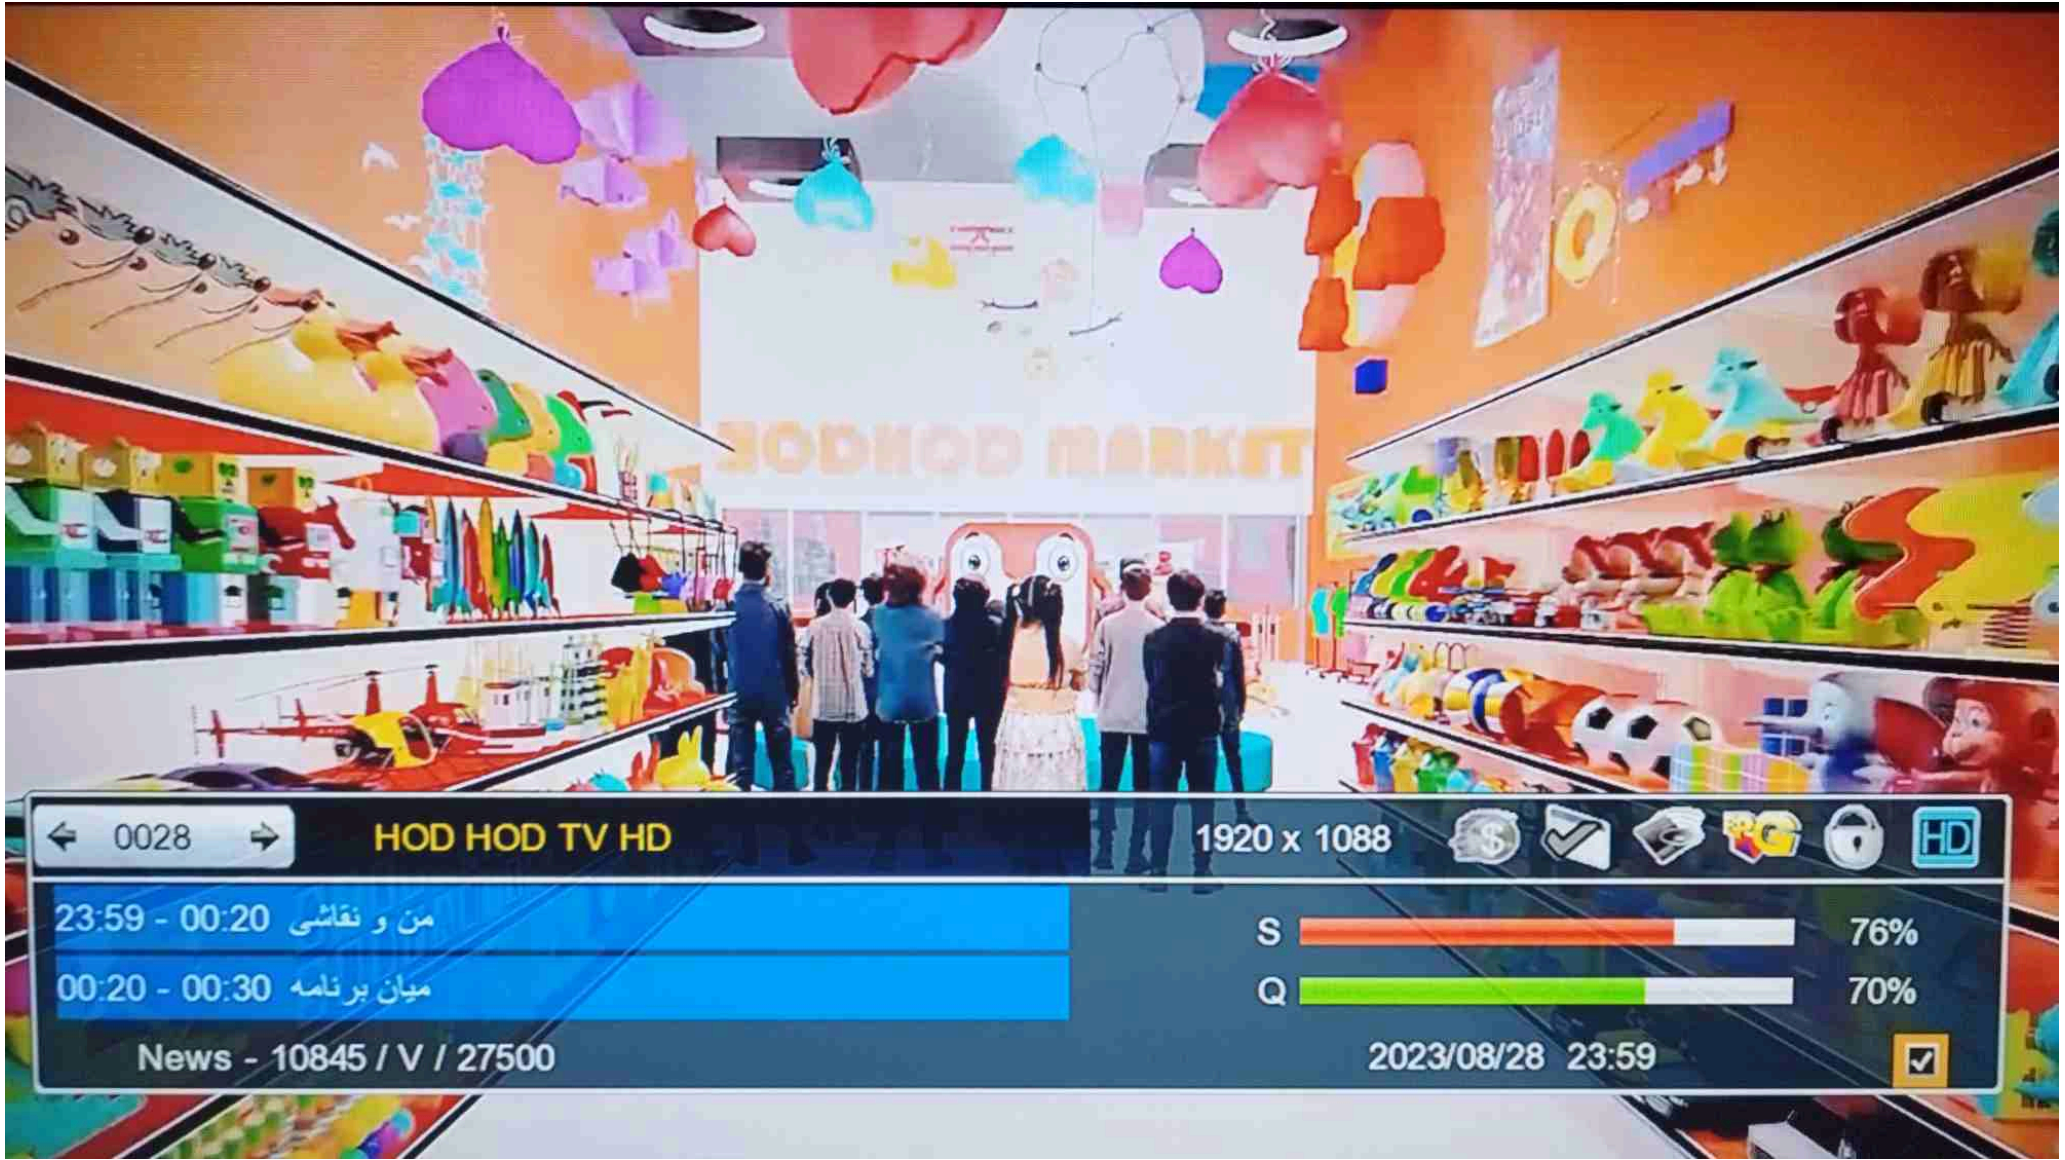 HODHOD MARKET
0028 HOD HOD TV HD 1920 x 1088 $ EPG HD
23:59 - 00:20 من و نقاشی
00:20 - 00:30 میان برنامه
S 76%
Q 70%
News - 10845 / V / 27500
2023/08/28 23:59